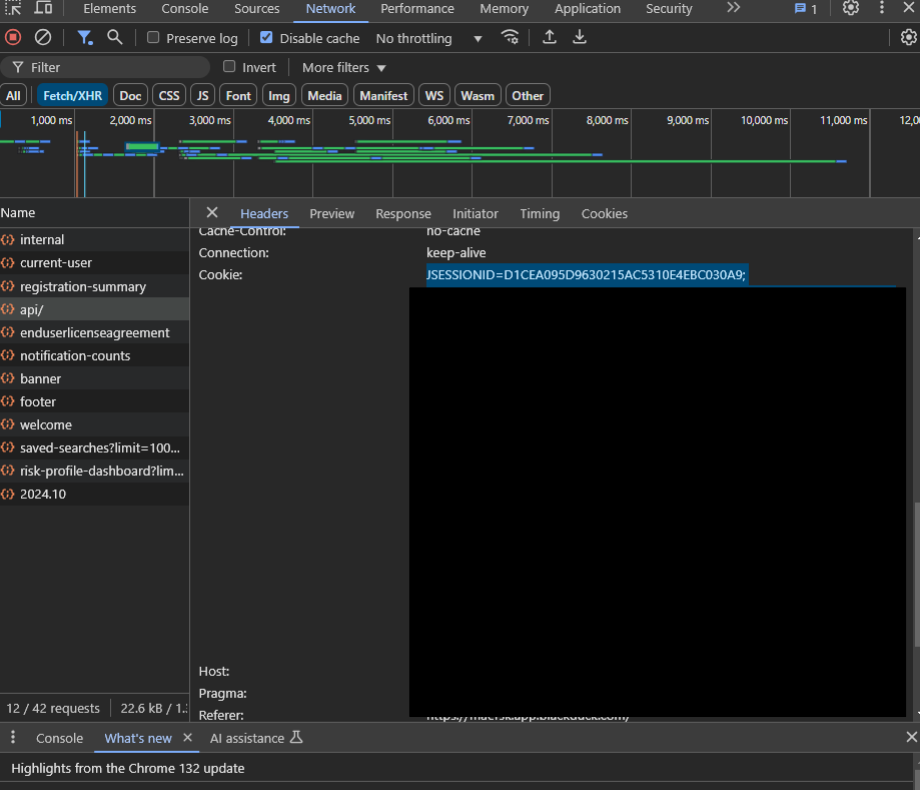 Elements Console Sources Network Performance Memory Application Security 1
Preserve log Disable cache No throttling
Filter Invert More filters
All Fetch/XHR Doc CSS JS Font Img Media Manifest WS Wasm Other
1,000 ms 2,000 ms 3,000 ms 4,000 ms 5,000 ms 6,000 ms 7,000 ms 8,000 ms 9,000 ms 10,000 ms 11,000 ms 12,0
Name
Headers Preview Response Initiator Timing Cookies
Cache-Control: no-cache
internal
Connection: keep-alive
current-user
Cookie: JSESSIONID=D1CEA095D9630215AC5310E4EBC030A9;
registration-summary
api/
enduserlicenseagreement
notification-counts
banner
footer
welcome
saved-searches?limit=100...
risk-profile-dashboard?lim...
2024.10
Host:
Pragma:
Referer: https://maersk.app.blackduck.com/
12 / 42 requests 22.6 kB / 1.
Console What's new AI assistance
Highlights from the Chrome 132 update